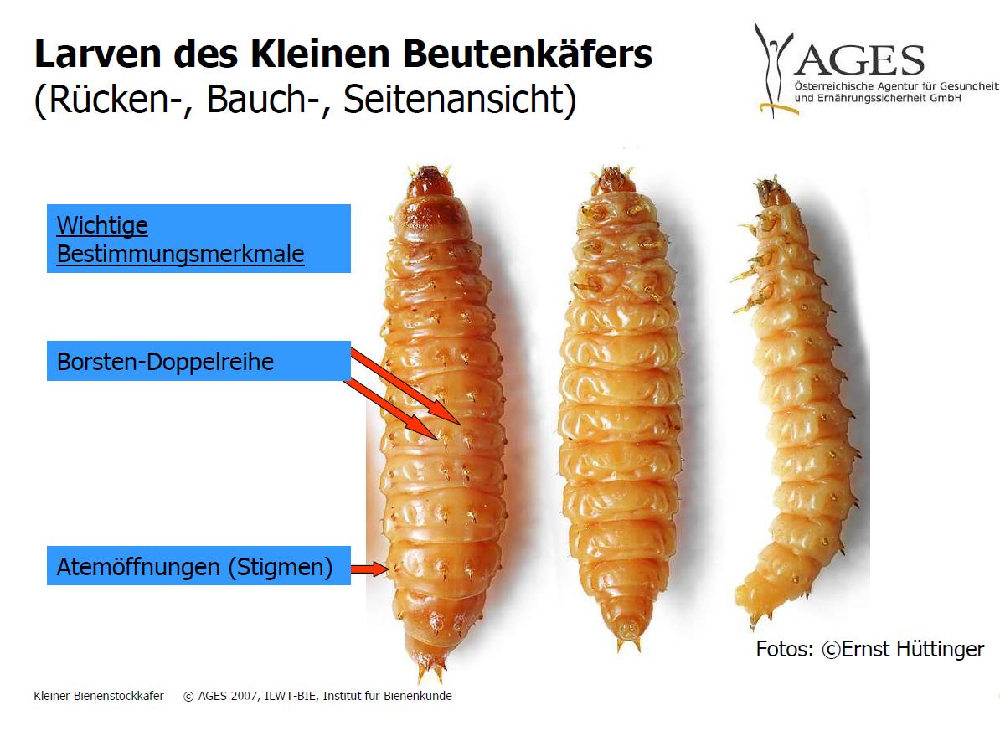 Larven des Kleinen Beutenkäfers
(Rücken-, Bauch-, Seitenansicht)
AGES
Österreichische Agentur für Gesundheit
und Ernährungssicherheit GmbH
Wichtige
Bestimmungsmerkmale
Borsten-Doppelreihe
Atemöffnungen (Stigmen)
Fotos: ©Ernst Hüttinger
Kleiner Bienenstockkäfer © AGES 2007, ILWT-BIE, Institut für Bienenkunde